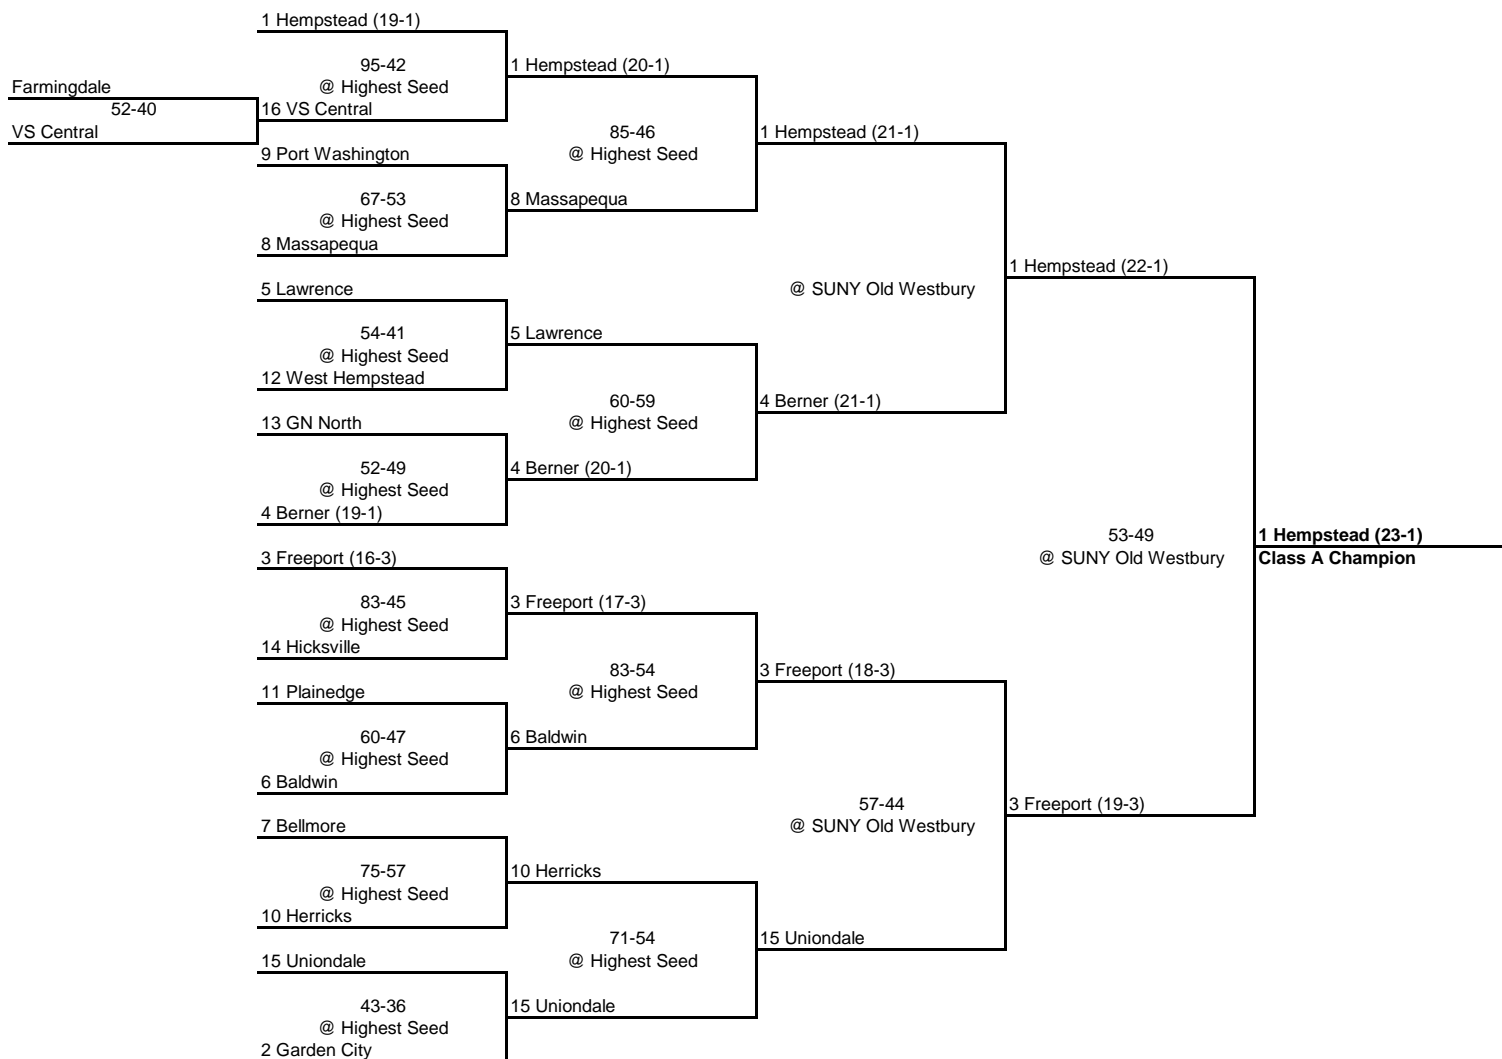 1 Hempstead (19-1)
95-42
@ Highest Seed
1 Hempstead (20-1)
Farmingdale
52-40
16 VS Central
VS Central
85-46
@ Highest Seed
1 Hempstead (21-1)
9 Port Washington
67-53
@ Highest Seed
8 Massapequa
8 Massapequa
1 Hempstead (22-1)
@ SUNY Old Westbury
5 Lawrence
54-41
@ Highest Seed
5 Lawrence
12 West Hempstead
60-59
@ Highest Seed
4 Berner (21-1)
13 GN North
52-49
@ Highest Seed
4 Berner (20-1)
4 Berner (19-1)
53-49
@ SUNY Old Westbury
1 Hempstead (23-1)
Class A Champion
3 Freeport (16-3)
83-45
@ Highest Seed
3 Freeport (17-3)
14 Hicksville
83-54
@ Highest Seed
3 Freeport (18-3)
11 Plainedge
60-47
@ Highest Seed
6 Baldwin
6 Baldwin
57-44
@ SUNY Old Westbury
3 Freeport (19-3)
7 Bellmore
75-57
@ Highest Seed
10 Herricks
10 Herricks
71-54
@ Highest Seed
15 Uniondale
15 Uniondale
43-36
@ Highest Seed
15 Uniondale
2 Garden City